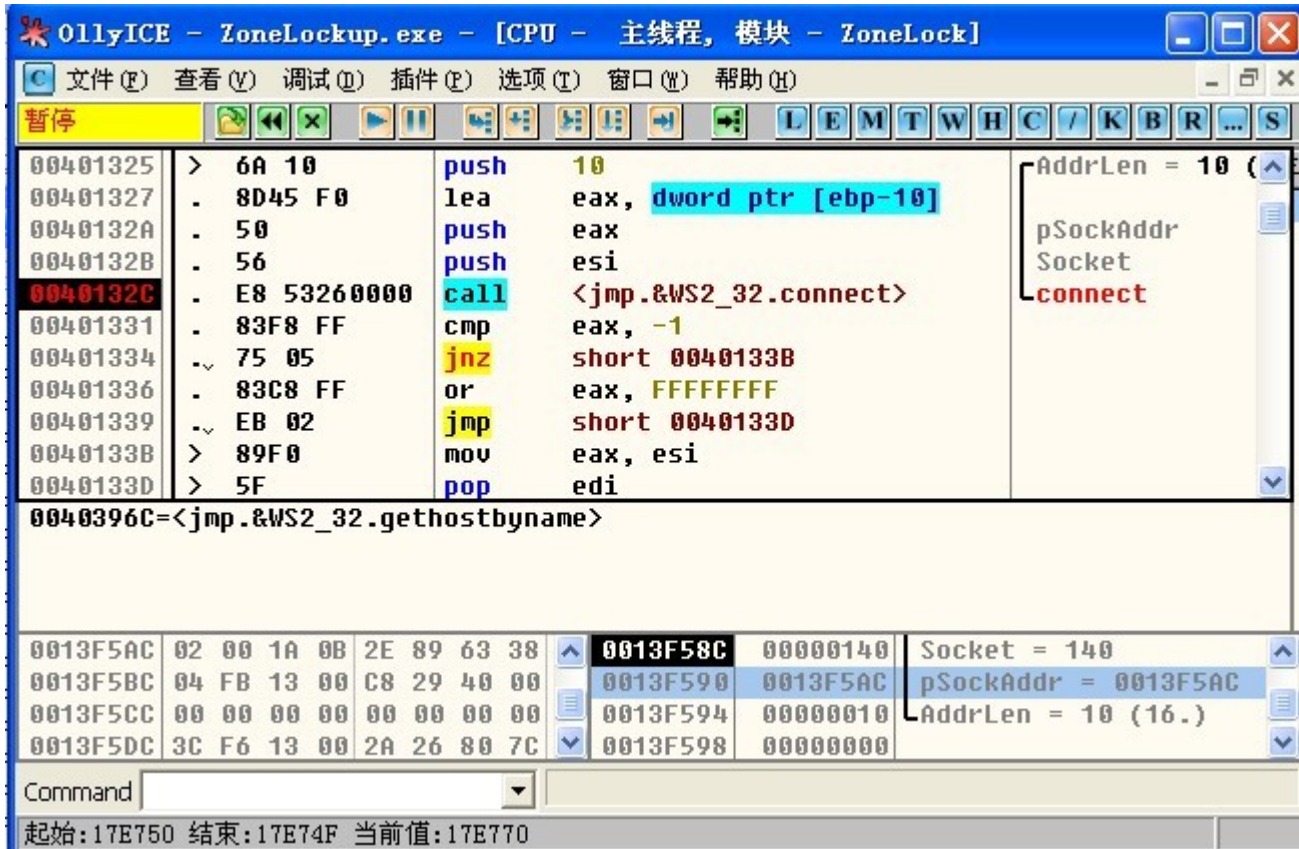 OllyICE - ZoneLockup.exe - [CPU - 主线程, 模块 - ZoneLock]
C 文件(F) 查看(V) 调试(D) 插件(P) 选项(T) 窗口(W) 帮助(H)
暂停 L E M T W H C / K B R ... S
00401325 > 6A 10 push 10 AddrLen = 10 (
00401327 . 8D45 F0 lea eax, dword ptr [ebp-10]
0040132A . 50 push eax pSockAddr
0040132B . 56 push esi Socket
0040132C . E8 53260000 call <jmp.&WS2_32.connect> connect
00401331 . 83F8 FF cmp eax, -1
00401334 . 75 05 jnz short 0040133B
00401336 . 83C8 FF or eax, FFFFFFFF
00401339 . EB 02 jmp short 0040133D
0040133B > 89F0 mov eax, esi
0040133D > 5F pop edi
0040396C=<jmp.&WS2_32.gethostbyname>
0013F5AC 02 00 1A 0B 2E 89 63 38 0013F58C 00000140 Socket = 140
0013F5BC 04 FB 13 00 C8 29 40 00 0013F590 0013F5AC pSockAddr = 0013F5AC
0013F5CC 00 00 00 00 00 00 00 00 0013F594 00000010 AddrLen = 10 (16.)
0013F5DC 3C F6 13 00 2A 26 80 7C 0013F598 00000000
Command
起始:17E750 结束:17E74F 当前值:17E770